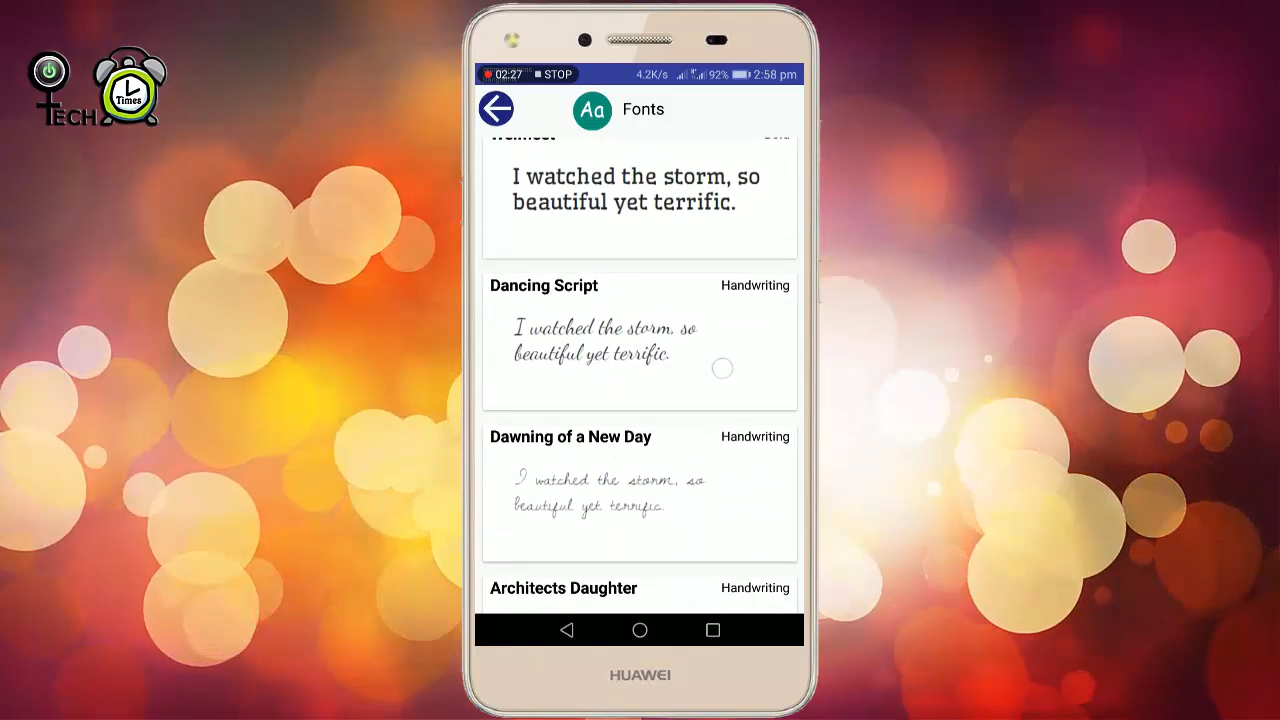 TECH
Times
02:27 STOP 4.2K/s 92% 2:58 pm
Aa Fonts
I watched the storm, so
beautiful yet terrific.
Dancing Script Handwriting
I watched the storm, so
beautiful yet terrific.
Dawning of a New Day Handwriting
I watched the storm, so
beautiful yet terrific.
Architects Daughter Handwriting
HUAWEI